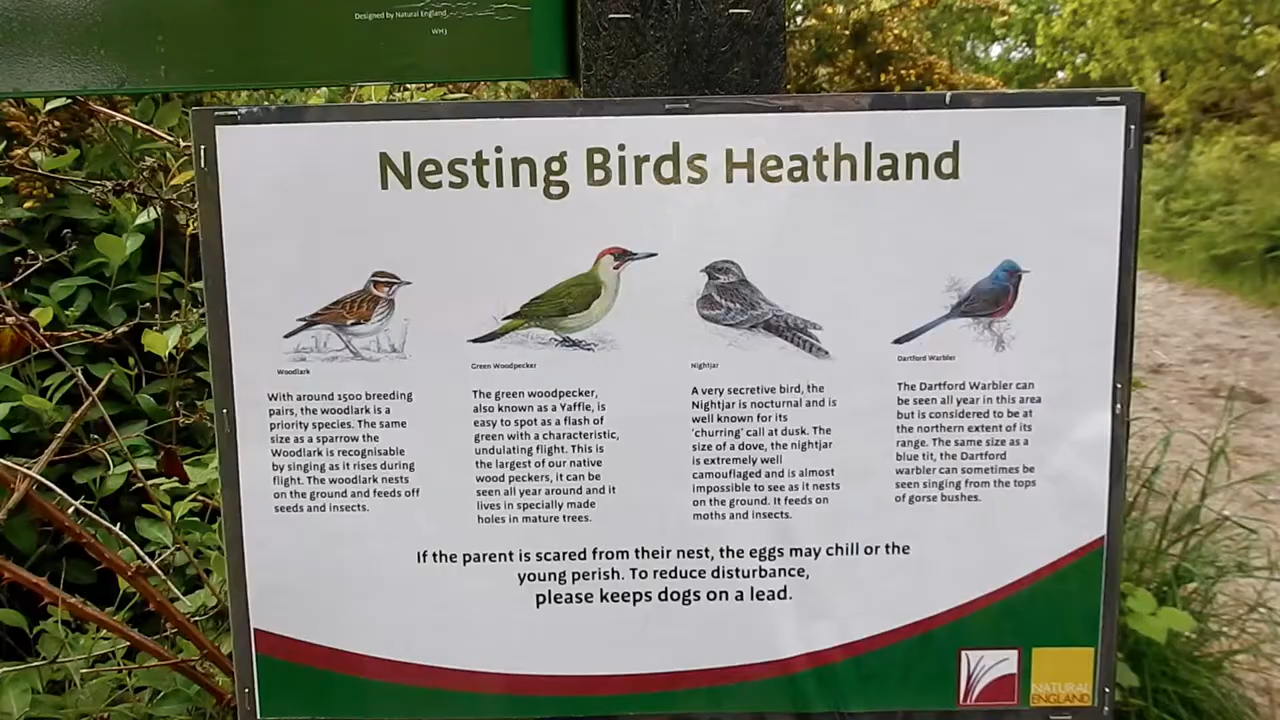 Designed by Natural England
WH3
Nesting Birds Heathland
Woodlark
With around 1500 breeding
pairs, the woodlark is a
priority species. The same
size as a sparrow the
Woodlark is recognisable
by singing as it rises during
flight. The woodlark nests
on the ground and feeds off
seeds and insects.
Green Woodpecker
The green woodpecker,
also known as a Yaffle, is
easy to spot as a flash of
green with a characteristic,
undulating flight. This is
the largest of our native
wood peckers, it can be
seen all year around and it
lives in specially made
holes in mature trees.
Nightjar
A very secretive bird, the
Nightjar is nocturnal and is
well known for its
'churring' call at dusk. The
size of a dove, the nightjar
is extremely well
camouflaged and is almost
impossible to see as it nests
on the ground. It feeds on
moths and insects.
Dartford Warbler
The Dartford Warbler can
be seen all year in this area
but is considered to be at
the northern extent of its
range. The same size as a
blue tit, the Dartford
warbler can sometimes be
seen singing from the tops
of gorse bushes.
If the parent is scared from their nest, the eggs may chill or the
young perish. To reduce disturbance,
please keeps dogs on a lead.
NATURAL
ENGLAND